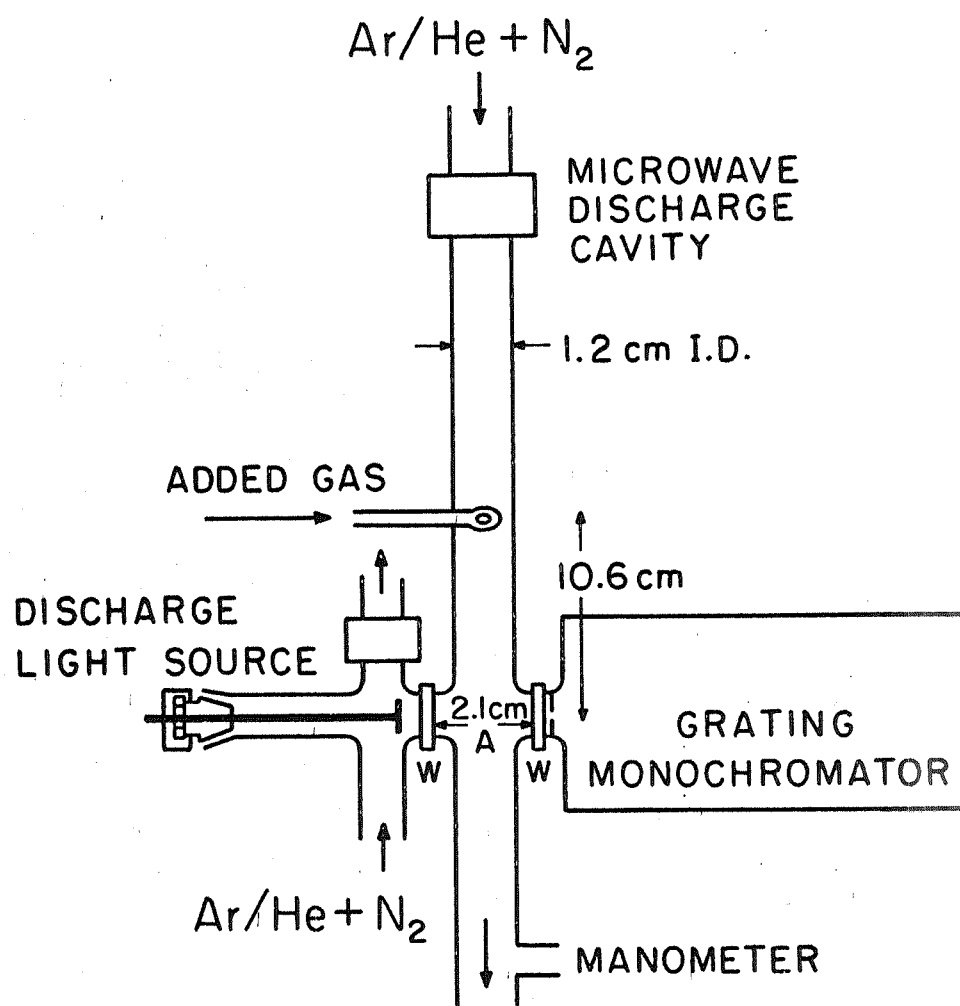 Ar/He + N₂
MICROWAVE
DISCHARGE
CAVITY
1.2 cm I.D.
ADDED GAS
10.6 cm
DISCHARGE
LIGHT SOURCE
2.1cm
A
W
W
GRATING
MONOCHROMATOR
Ar/He + N₂
MANOMETER